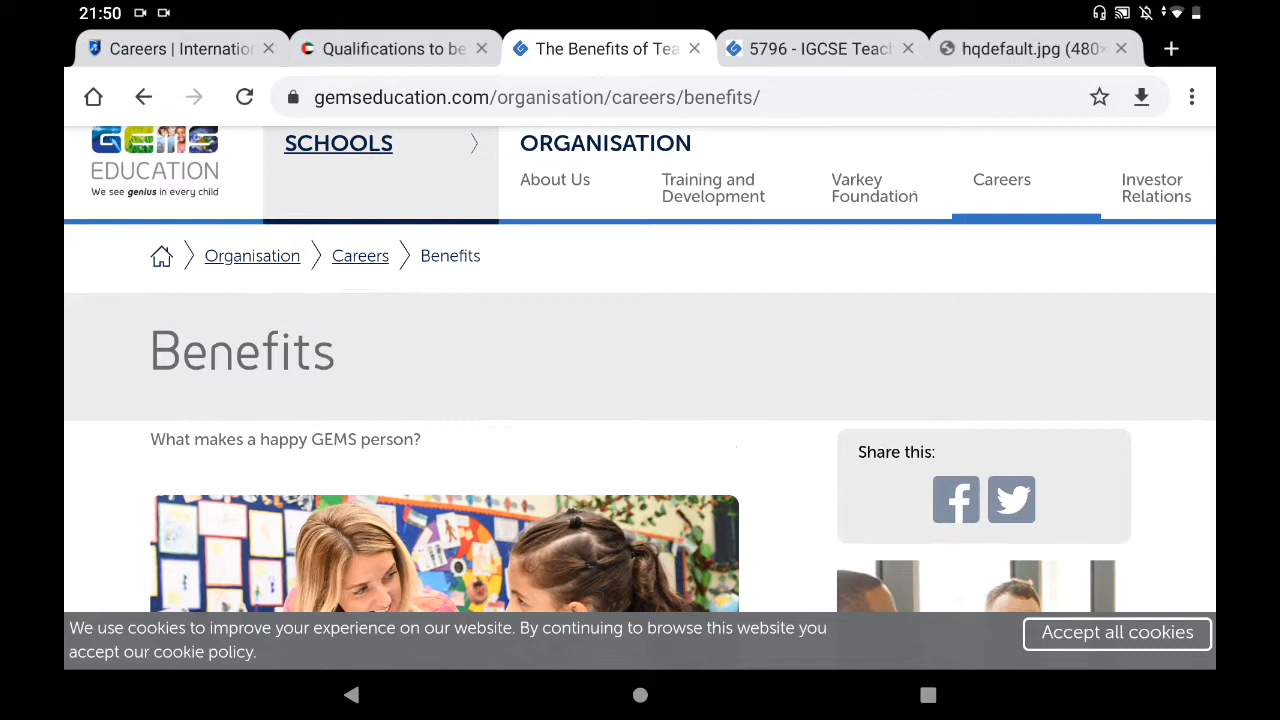 21:50
Careers | Internatio
Qualifications to be
The Benefits of Tea
5796 - IGCSE Teac
hqdefault.jpg (480×
gemseducation.com/organisation/careers/benefits/
GEMS
EDUCATION
We see genius in every child
SCHOOLS
ORGANISATION
About Us
Training and
Development
Varkey
Foundation
Careers
Investor
Relations
Organisation
Careers
Benefits
Benefits
What makes a happy GEMS person?
Share this:
We use cookies to improve your experience on our website. By continuing to browse this website you
accept our cookie policy.
Accept all cookies